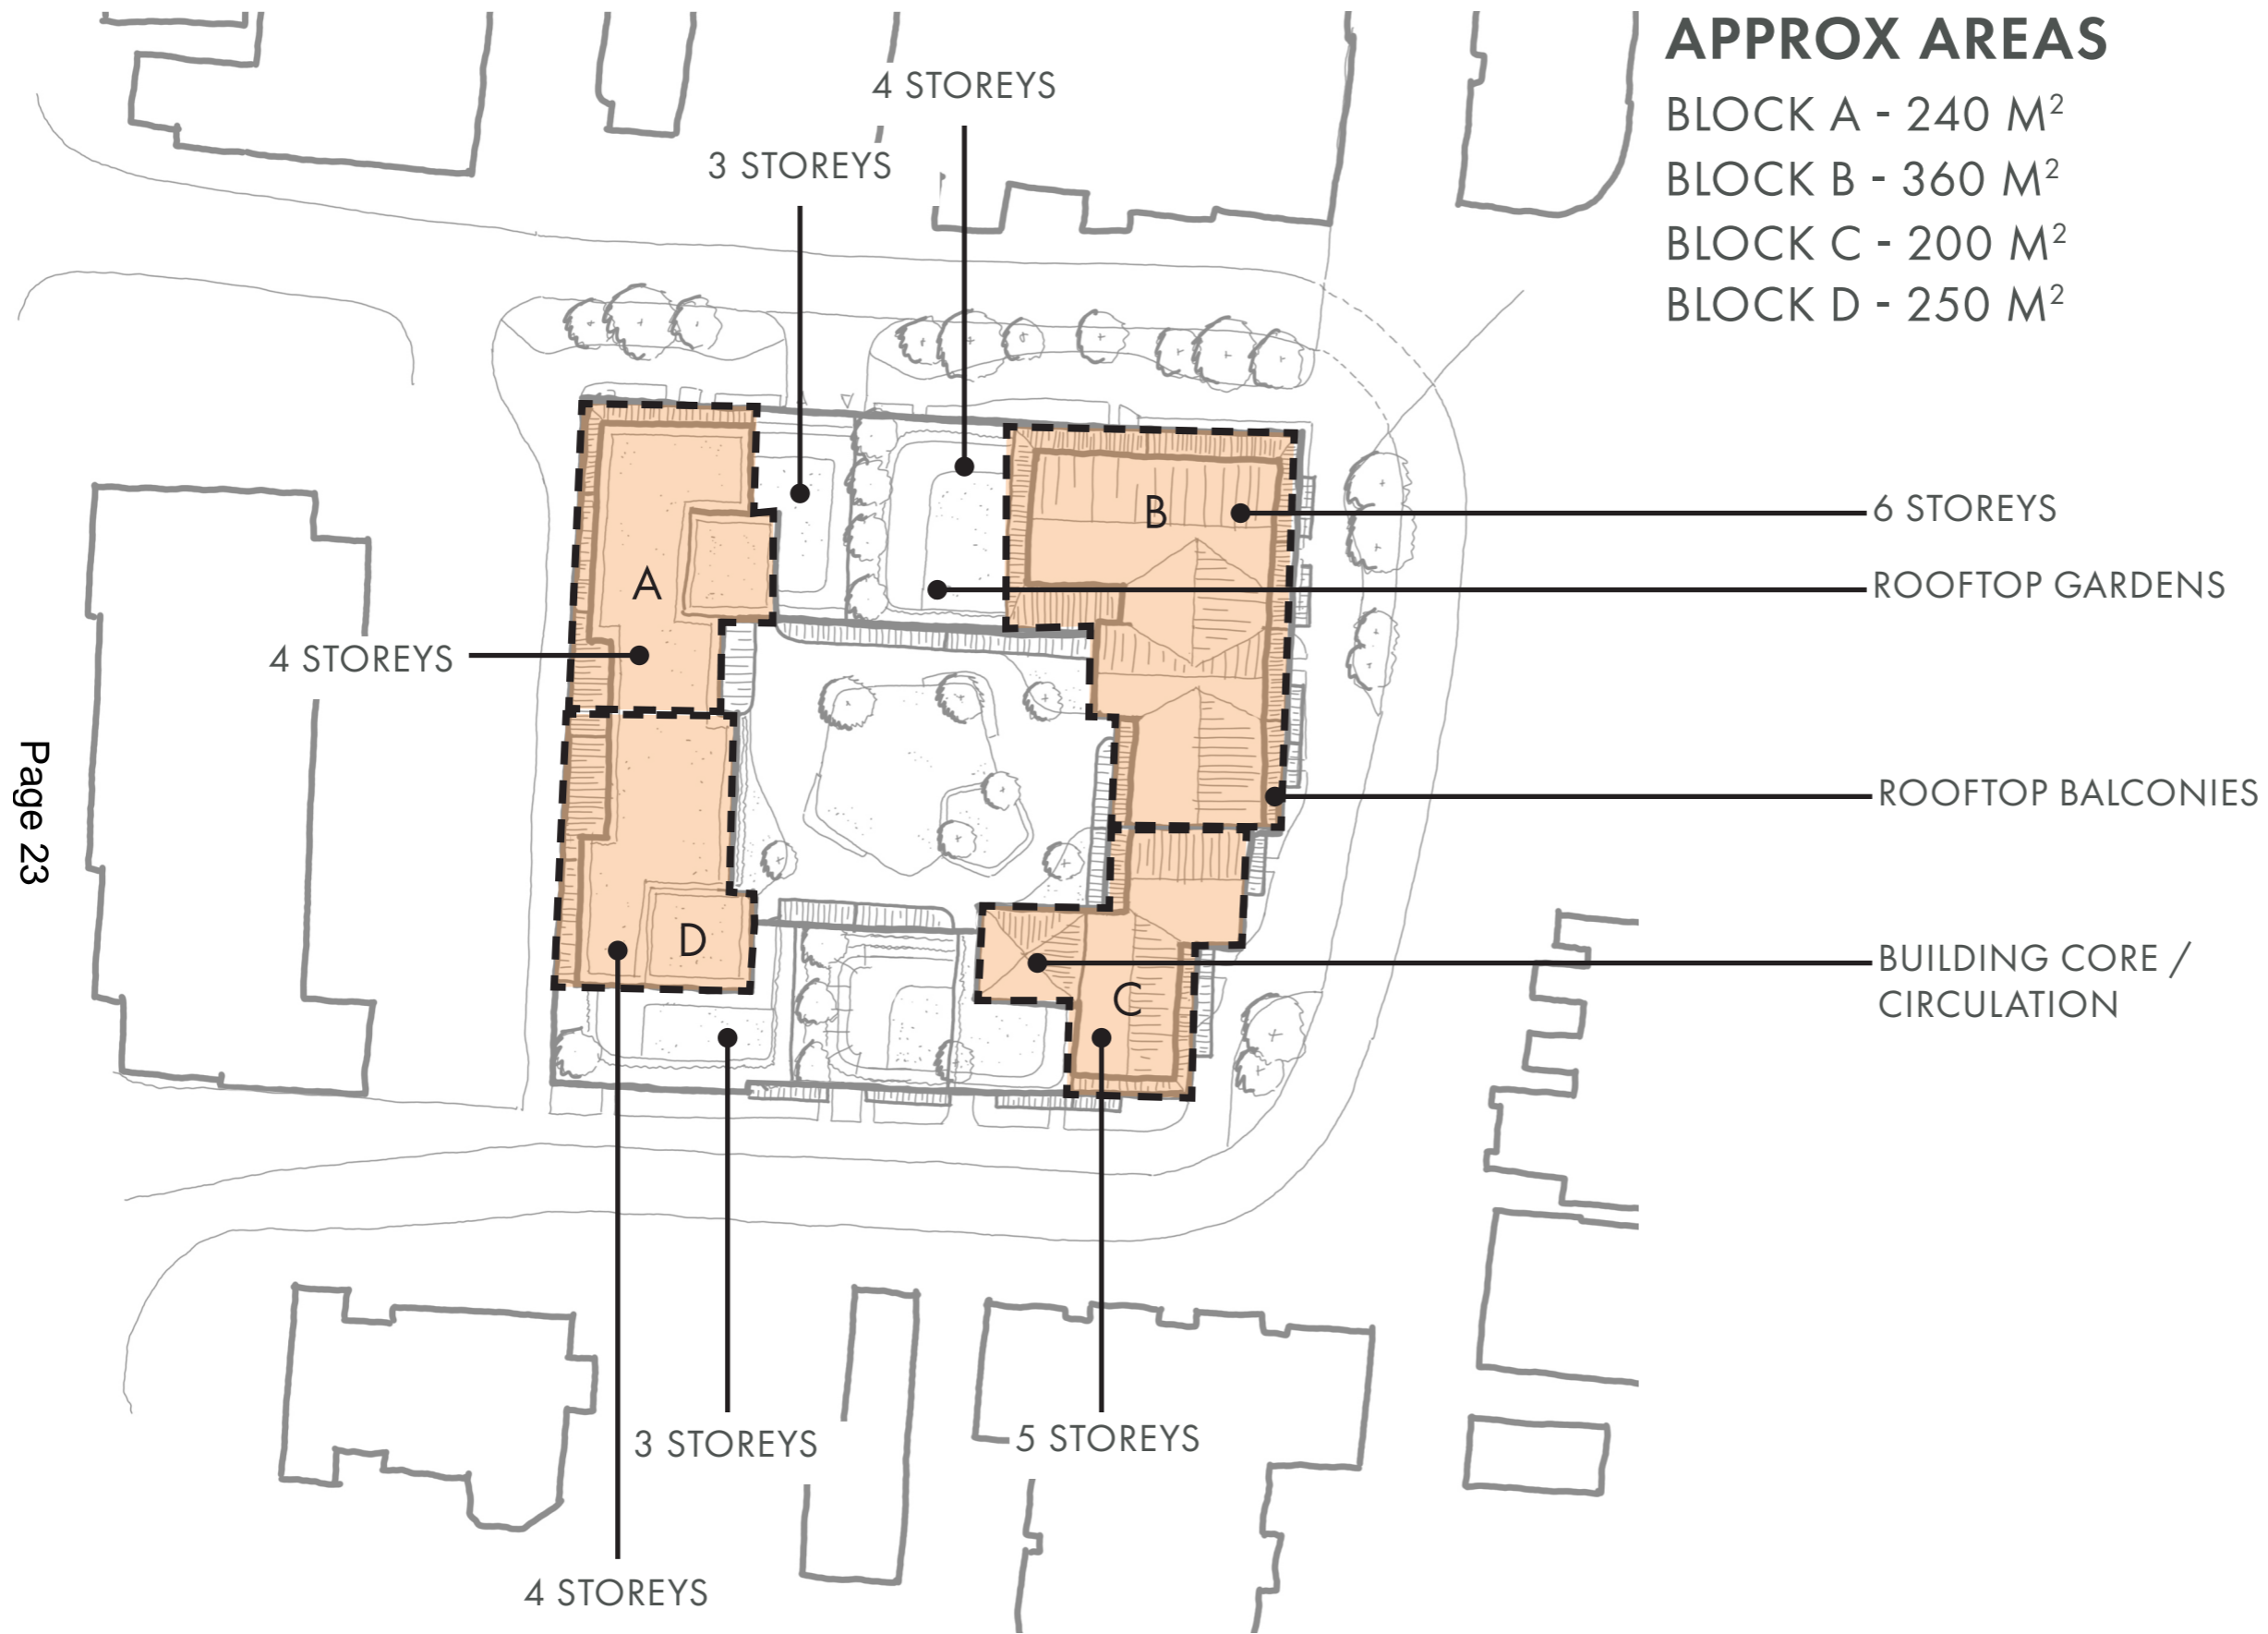 APPROX AREAS
BLOCK A - 240 M²
BLOCK B - 360 M²
BLOCK C - 200 M²
BLOCK D - 250 M²
4 STOREYS
3 STOREYS
B
6 STOREYS
A
ROOFTOP GARDENS
4 STOREYS
ROOFTOP BALCONIES
Page 23
D
BUILDING CORE /
CIRCULATION
C
3 STOREYS
5 STOREYS
4 STOREYS